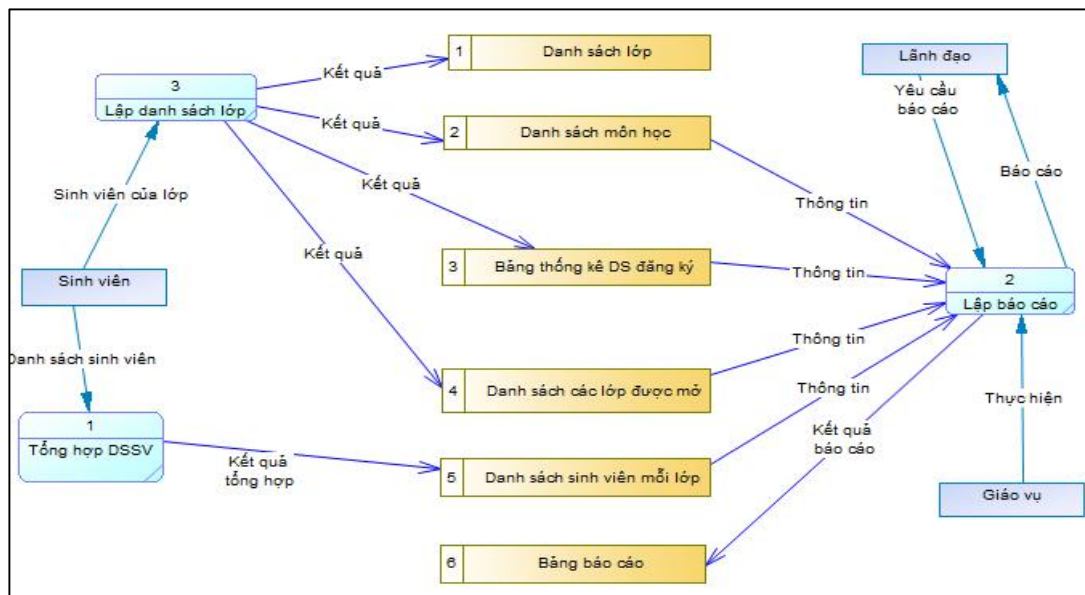 3
Lập danh sách lớp
Kết quả
1
Danh sách lớp
Kết quả
2
Danh sách môn học
Kết quả
3
Bảng thống kê DS đăng ký
Kết quả
4
Danh sách các lớp được mở
Sinh viên của lớp
Sinh viên
Danh sách sinh viên
1
Tổng hợp DSSV
Kết quả
tổng hợp
5
Danh sách sinh viên mỗi lớp
6
Bảng báo cáo
Lãnh đạo
Yêu cầu
báo cáo
Báo cáo
Thông tin
Thông tin
Thông tin
Thông tin
2
Lập báo cáo
Kết quả
báo cáo
Thực hiện
Giáo vụ